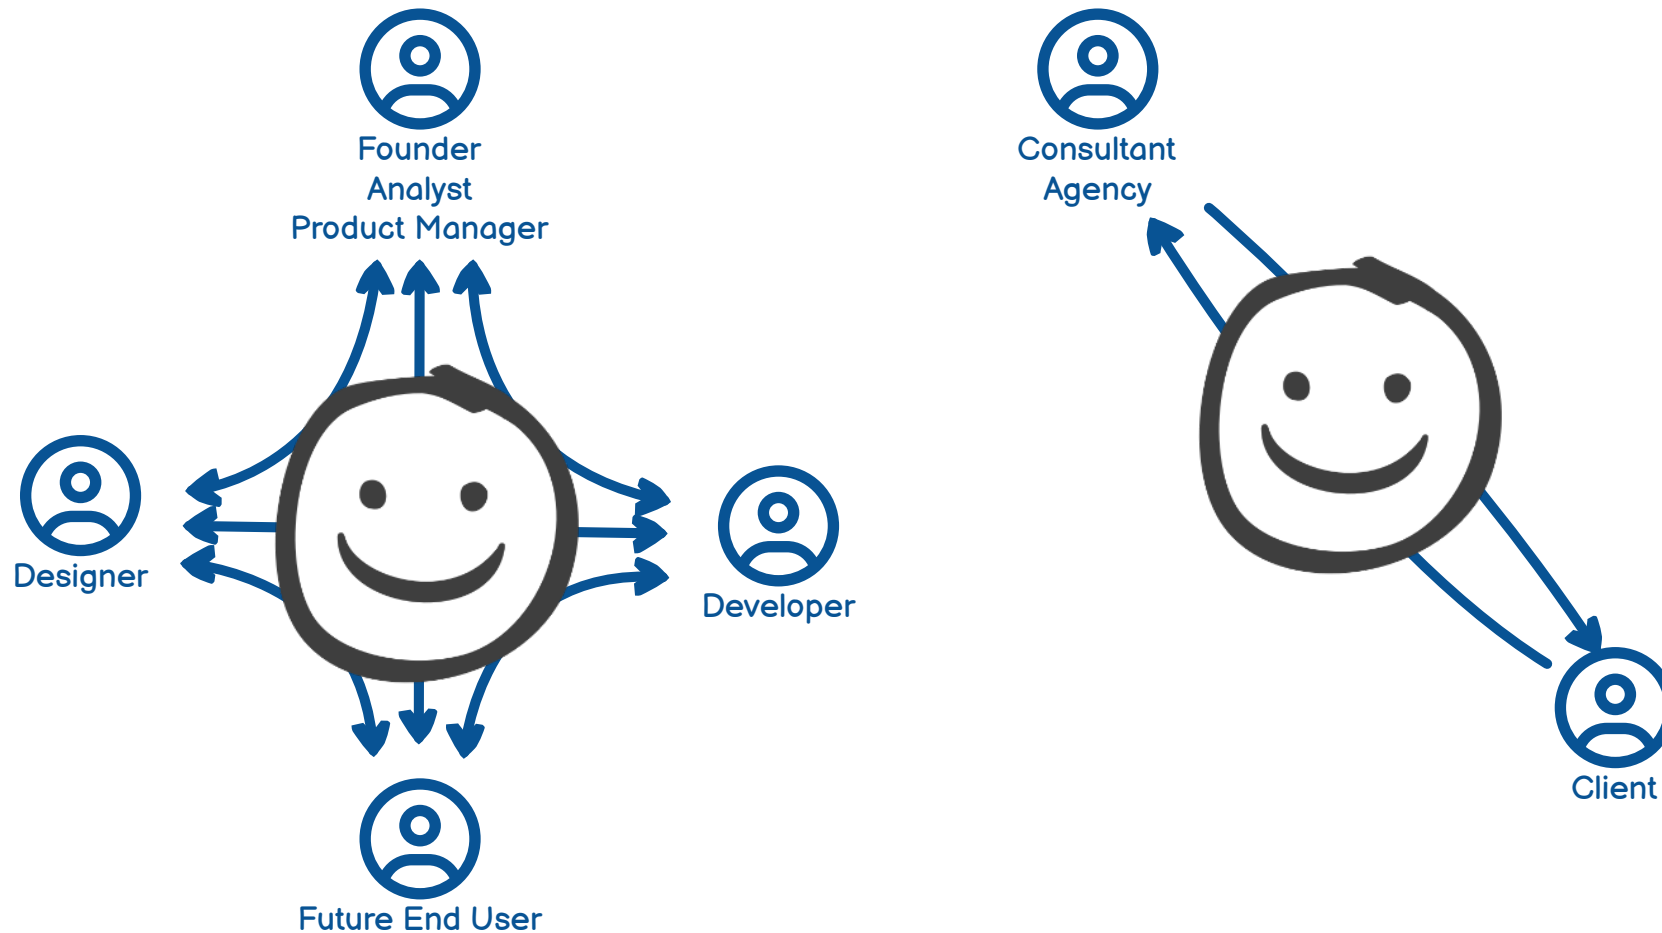 Founder
Analyst
Product Manager
Designer
Developer
Future End User
Consultant
Agency
Client